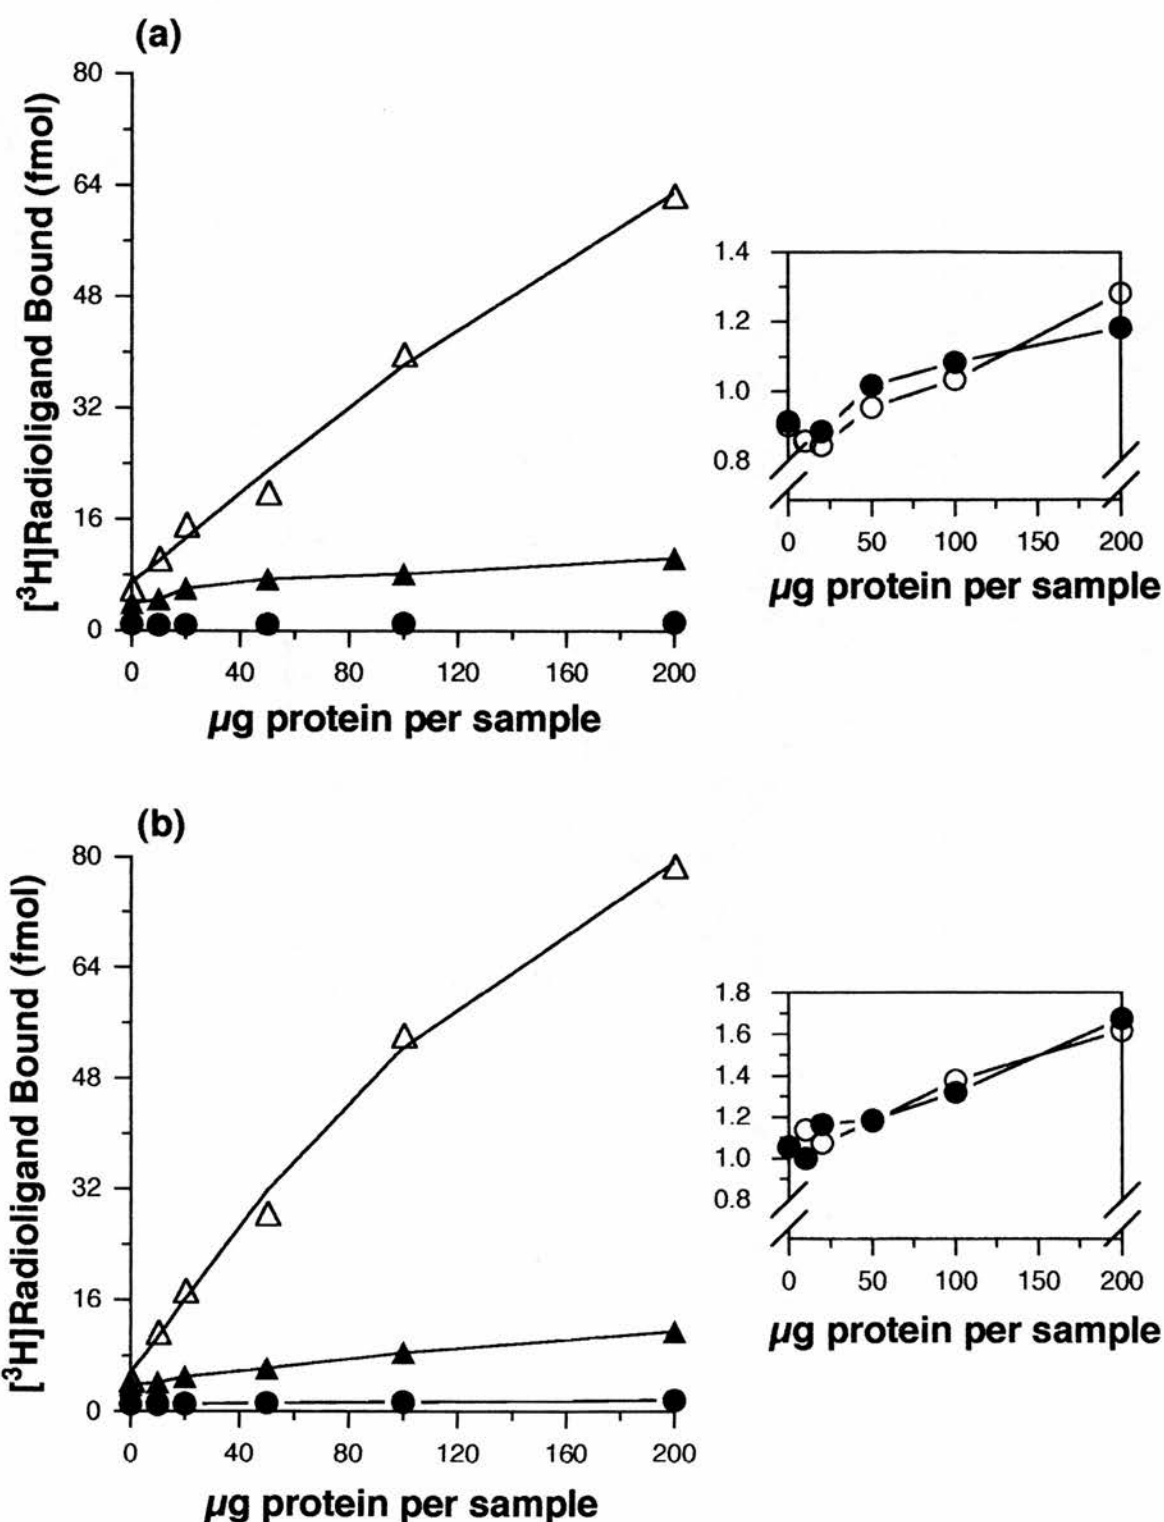 (a)
[³H]Radioligand Bound (fmol)
80
64
48
32
16
0
0 40 80 120 160 200
µg protein per sample
1.4
1.2
1.0
0.8
0 50 100 150 200
µg protein per sample
(b)
[³H]Radioligand Bound (fmol)
80
64
48
32
16
0
0 40 80 120 160 200
µg protein per sample
1.8
1.6
1.4
1.2
1.0
0.8
0 50 100 150 200
µg protein per sample